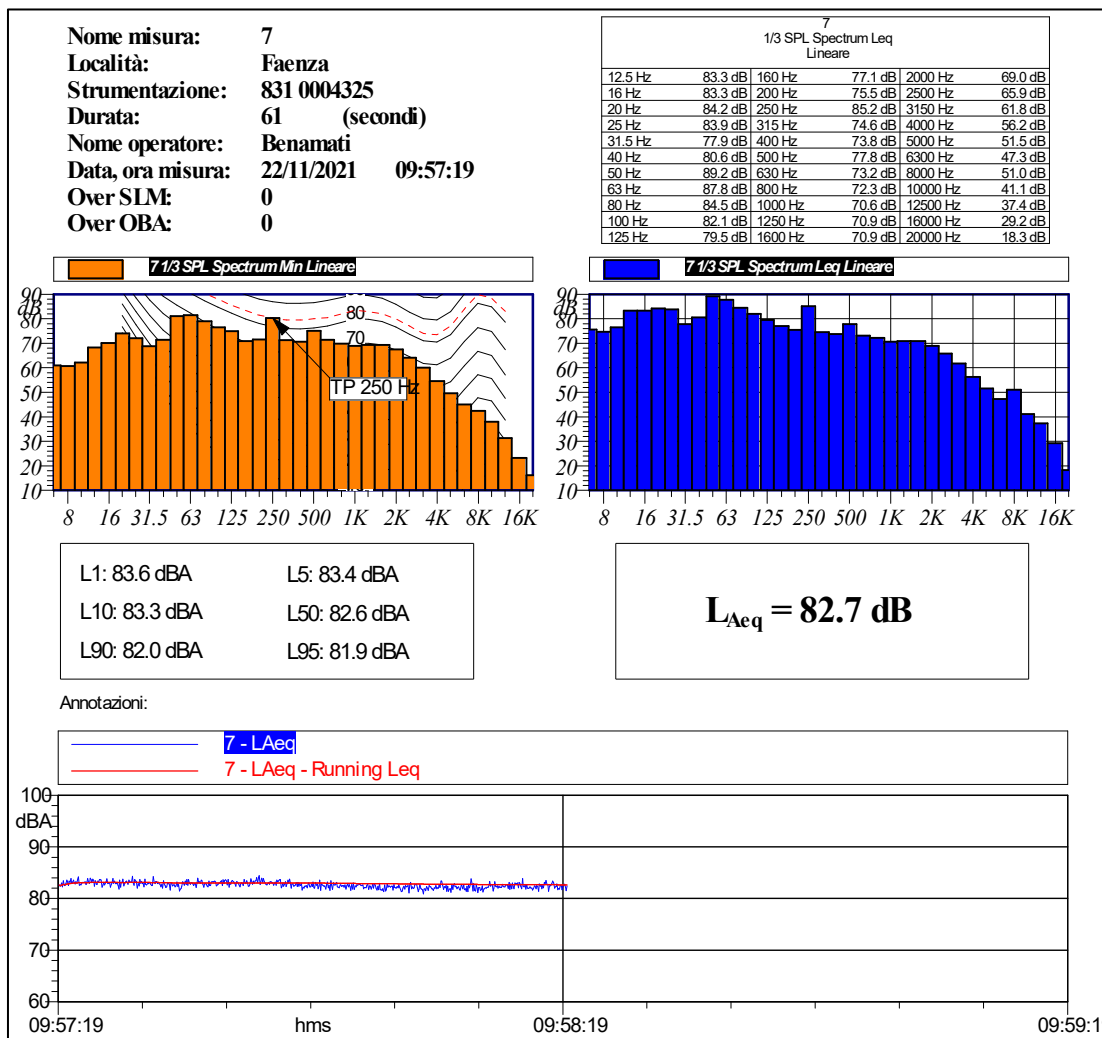 Nome misura: 7
Località: Faenza
Strumentazione: 831 0004325
Durata: 61 (secondi)
Nome operatore: Benamati
Data, ora misura: 22/11/2021 09:57:19
Over SLM: 0
Over OBA: 0
7
1/3 SPL Spectrum Leq
Lineare
12.5 Hz 83.3 dB 160 Hz 77.1 dB 2000 Hz 69.0 dB
16 Hz 83.3 dB 200 Hz 75.5 dB 2500 Hz 65.9 dB
20 Hz 84.2 dB 250 Hz 85.2 dB 3150 Hz 61.8 dB
25 Hz 83.9 dB 315 Hz 74.6 dB 4000 Hz 56.2 dB
31.5 Hz 77.9 dB 400 Hz 73.8 dB 5000 Hz 51.5 dB
40 Hz 80.6 dB 500 Hz 77.8 dB 6300 Hz 47.3 dB
50 Hz 89.2 dB 630 Hz 73.2 dB 8000 Hz 51.0 dB
63 Hz 87.8 dB 800 Hz 72.3 dB 10000 Hz 41.1 dB
80 Hz 84.5 dB 1000 Hz 70.6 dB 12500 Hz 37.4 dB
100 Hz 82.1 dB 1250 Hz 70.9 dB 16000 Hz 29.2 dB
125 Hz 79.5 dB 1600 Hz 70.9 dB 20000 Hz 18.3 dB
7 1/3 SPL Spectrum Min Lineare
90
dB
80
70
60
50
40
30
20
10
80
70
TP 250 Hz
8 16 31.5 63 125 250 500 1K 2K 4K 8K 16K
7 1/3 SPL Spectrum Leq Lineare
90
dB
80
70
60
50
40
30
20
10
8 16 31.5 63 125 250 500 1K 2K 4K 8K 16K
L1: 83.6 dBA L5: 83.4 dBA
L10: 83.3 dBA L50: 82.6 dBA
L90: 82.0 dBA L95: 81.9 dBA
LAeq = 82.7 dB
Annotazioni:
7 - LAeq
7 - LAeq - Running Leq
100
dBA
90
80
70
60
09:57:19 hms 09:58:19 09:59:1